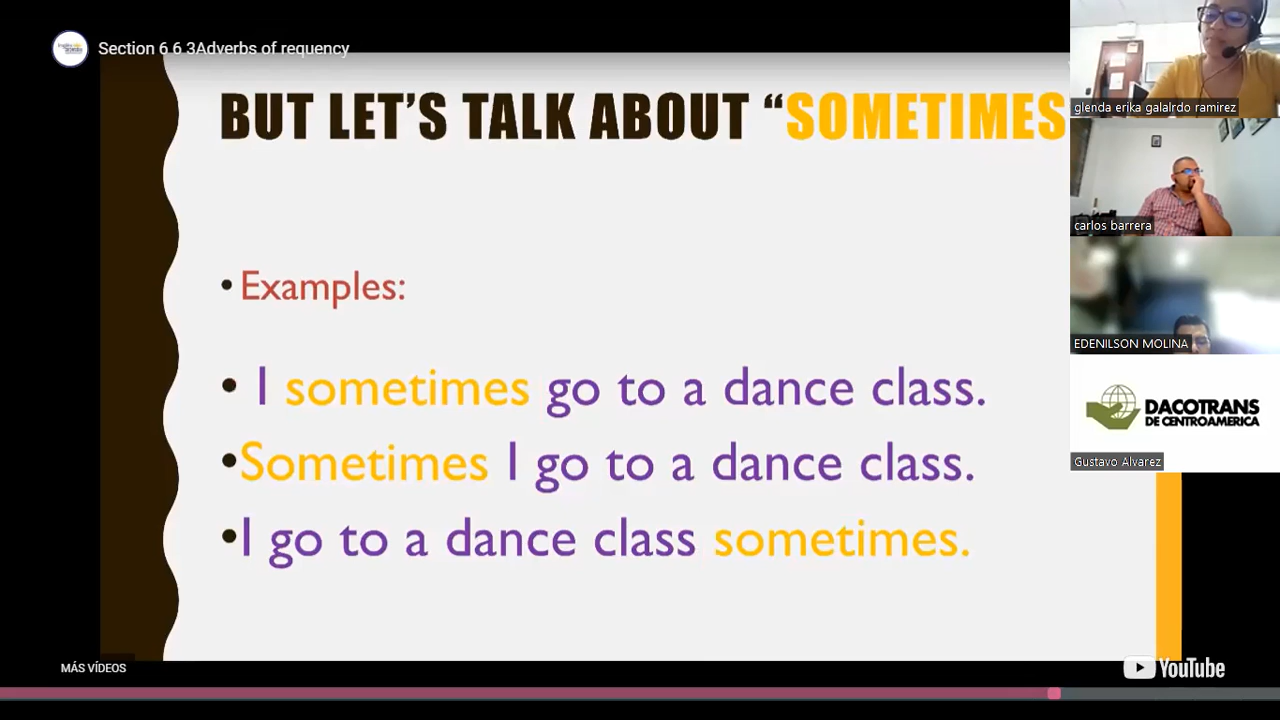 Section 6 6 3Adverbs of requency
BUT LET'S TALK ABOUT “SOMETIMES
• Examples:
• I sometimes go to a dance class.
•Sometimes I go to a dance class.
•I go to a dance class sometimes.
MÁS VÍDEOS
YouTube
glenda erika galalrdo ramirez
carlos barrera
EDENILSON MOLINA
DACOTRANS
DE CENTROAMERICA
Gustavo Alvarez